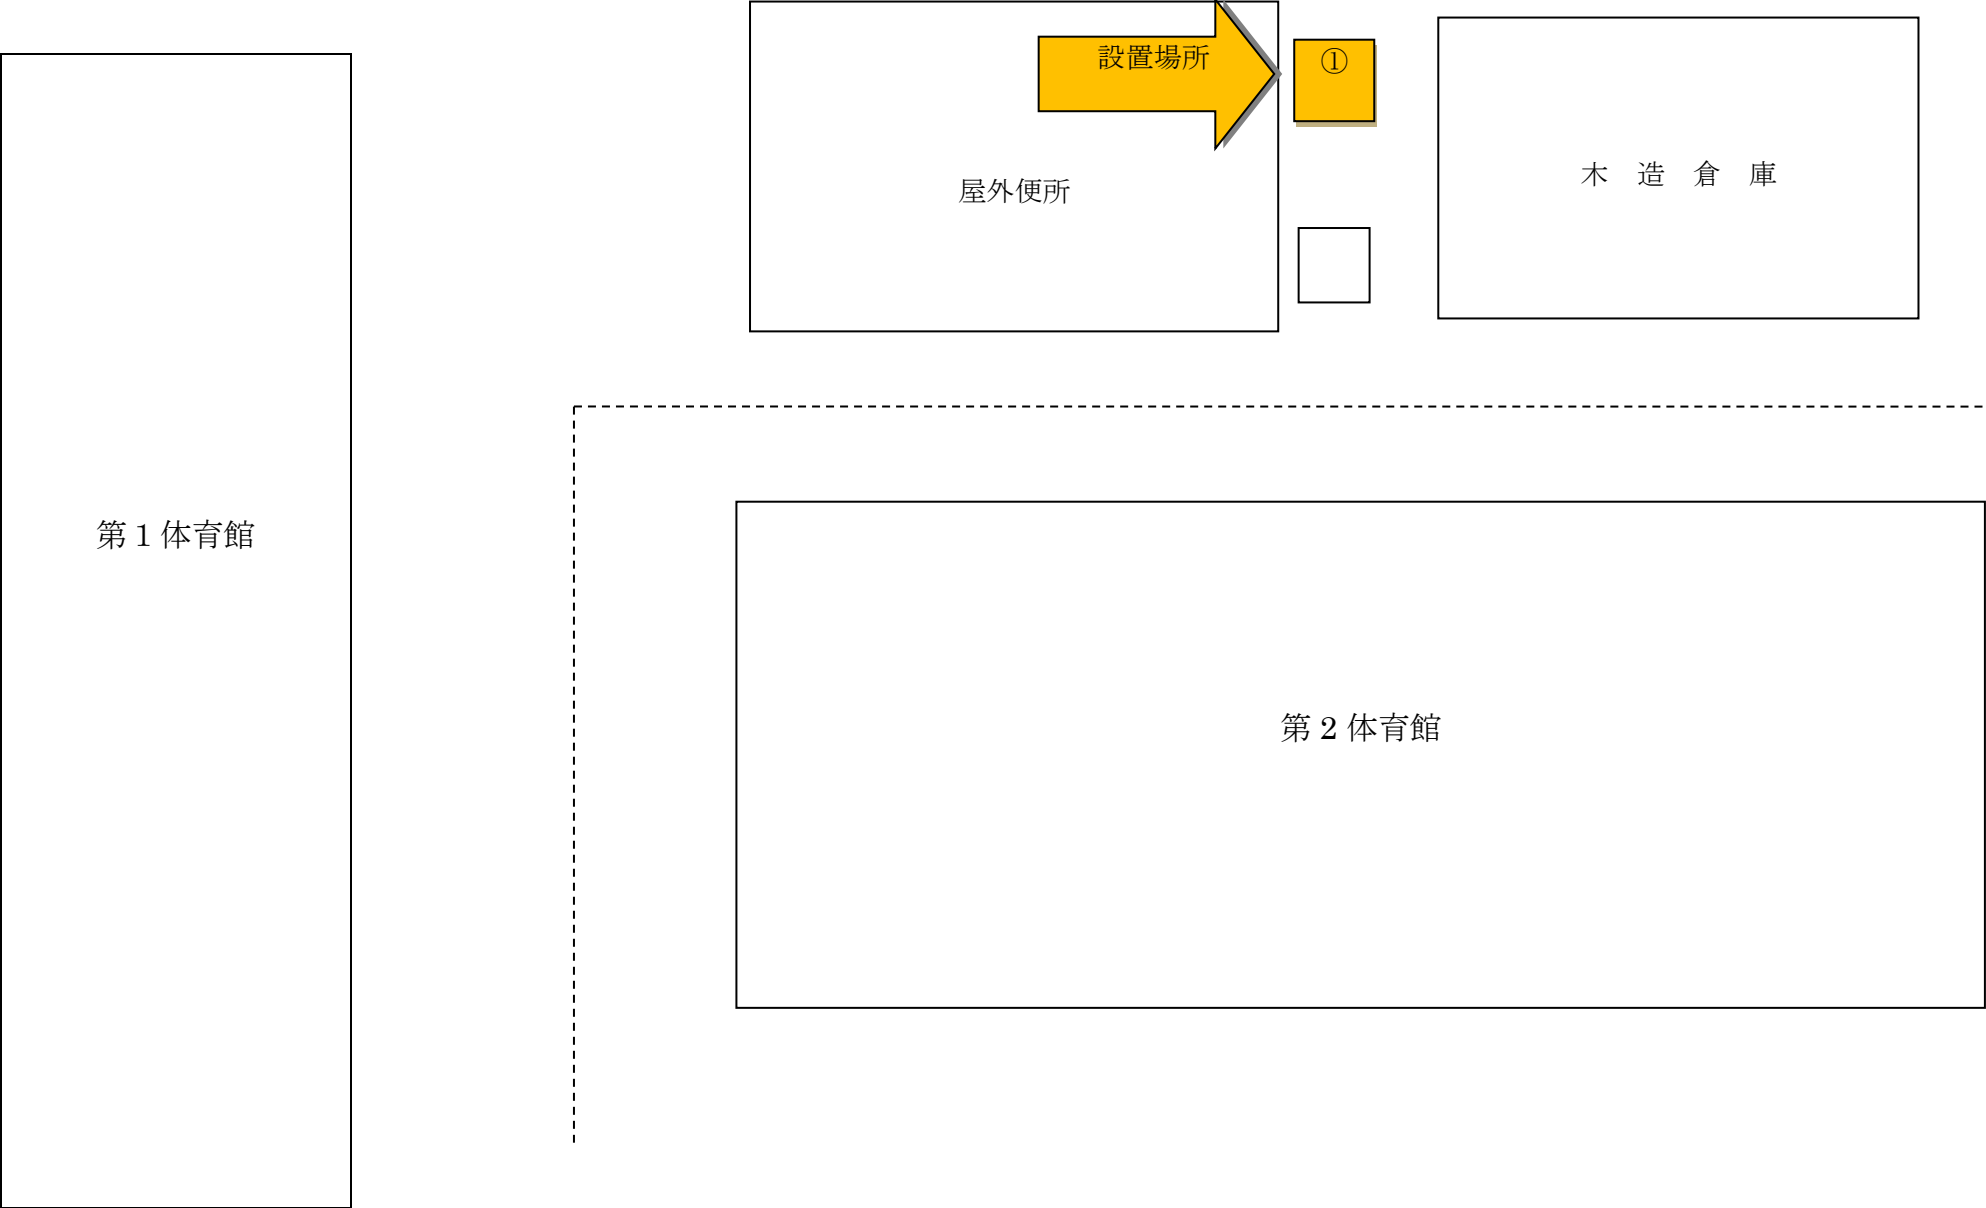 設置場所
①
木　造　倉　庫
屋外便所
第１体育館
第２体育館